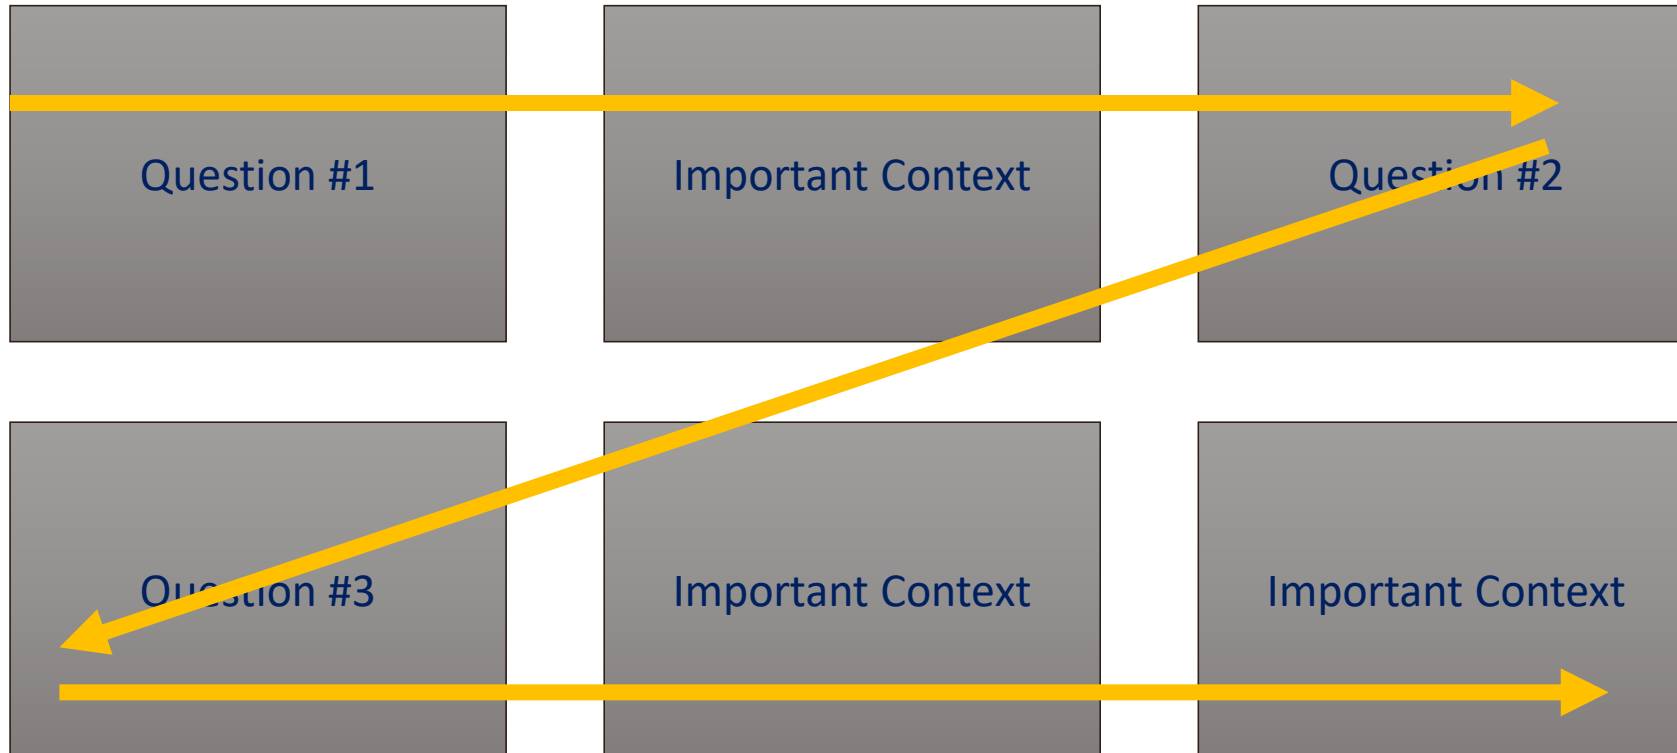 Question #1
Important Context
Question #2
Question #3
Important Context
Important Context